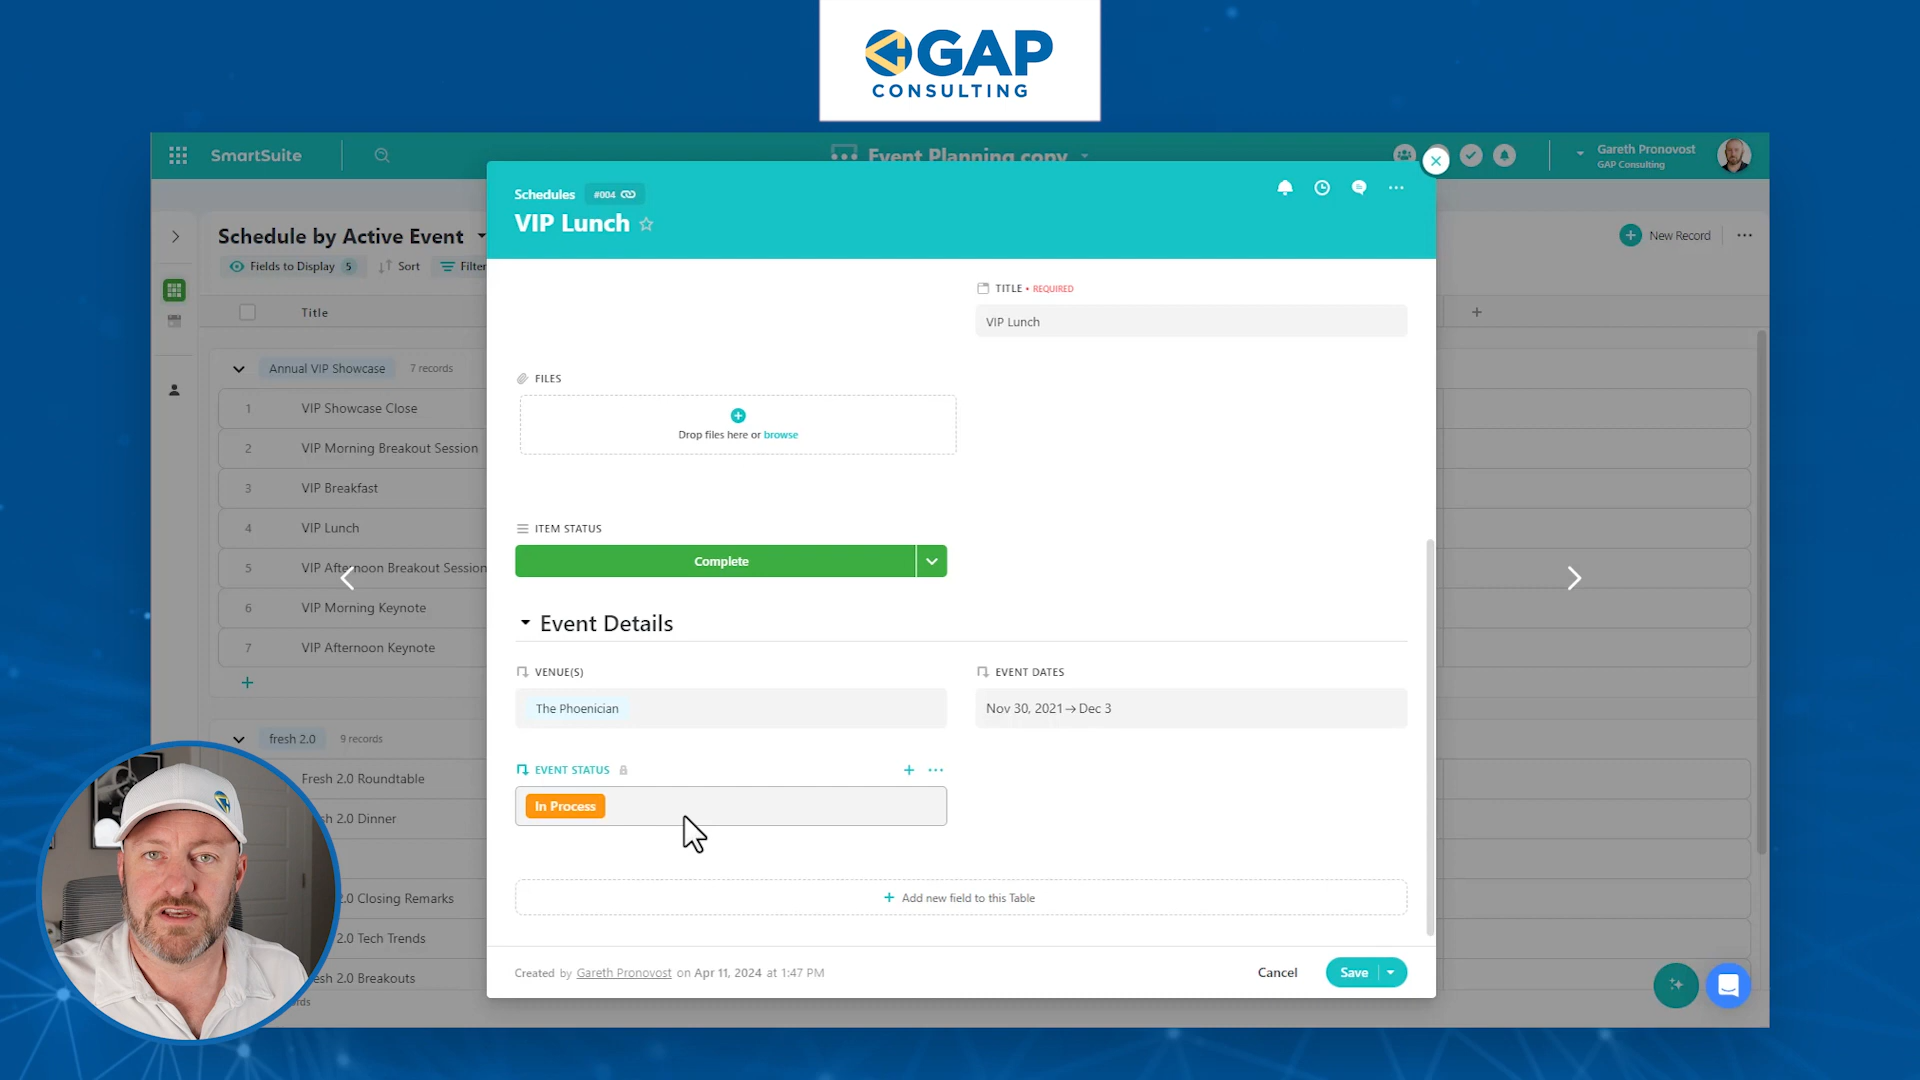 GAP
CONSULTING
SmartSuite
Event Planning copy
Gareth Pronovost
GAP Consulting
Schedule by Active Event
Fields to Display 5
Sort
Filter
New Record
Title
Annual VIP Showcase 7 records
1 VIP Showcase Close
2 VIP Morning Breakout Session
3 VIP Breakfast
4 VIP Lunch
5 VIP Afternoon Breakout Session
6 VIP Morning Keynote
7 VIP Afternoon Keynote
fresh 2.0 9 records
Fresh 2.0 Roundtable
2.0 Dinner
2.0 Closing Remarks
2.0 Tech Trends
2.0 Breakouts
Schedules #004
VIP Lunch
TITLE • REQUIRED
VIP Lunch
FILES
Drop files here or browse
ITEM STATUS
Complete
Event Details
VENUE(S)
The Phoenician
EVENT DATES
Nov 30, 2021→Dec 3
EVENT STATUS
In Process
+ Add new field to this Table
Created by Gareth Pronovost on Apr 11, 2024 at 1:47 PM
Cancel
Save